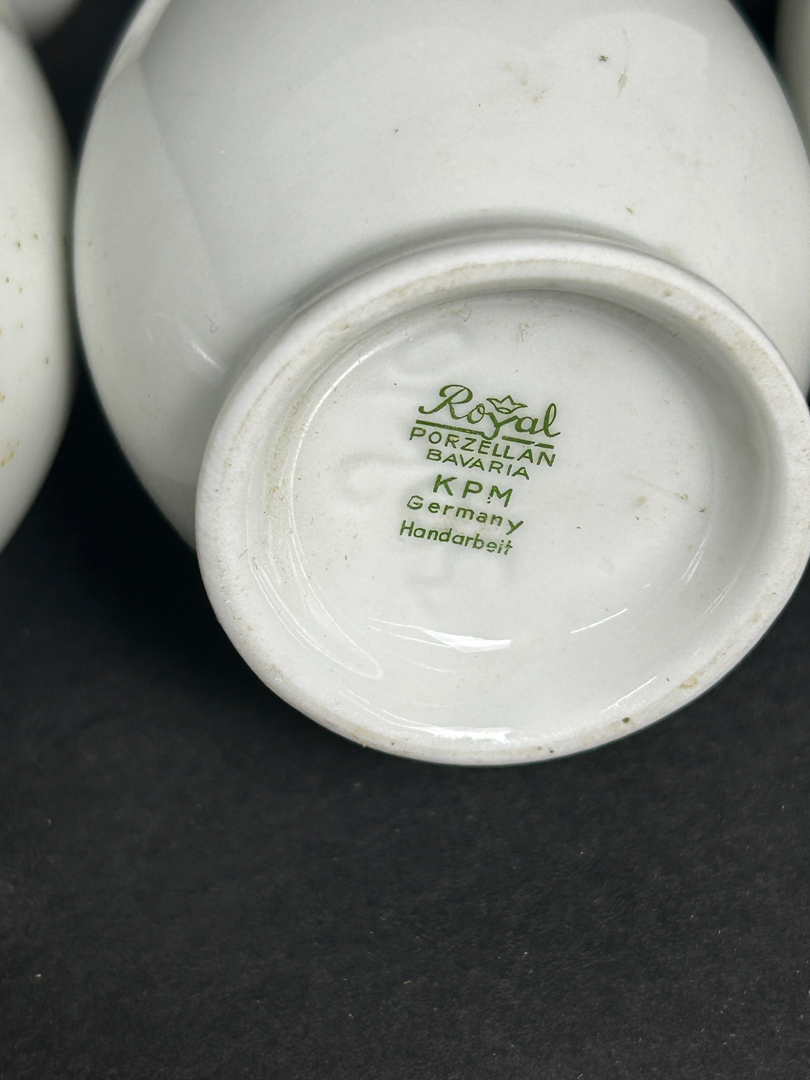 Royal
PORZELLAN
BAVARIA
KPM
Germany
Handarbeit